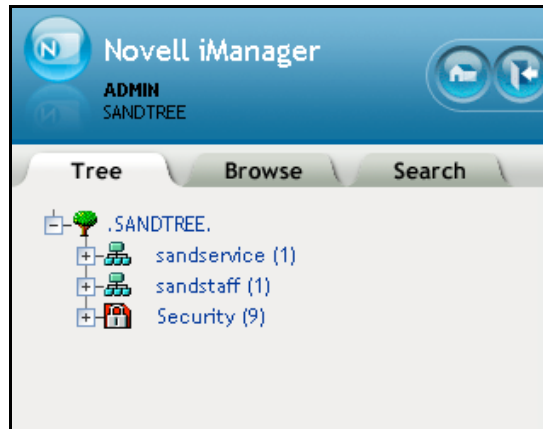 Novell iManager
ADMIN
SANDTREE
Tree Browse Search
.SANDTREE.
sandservice (1)
sandstaff (1)
Security (9)